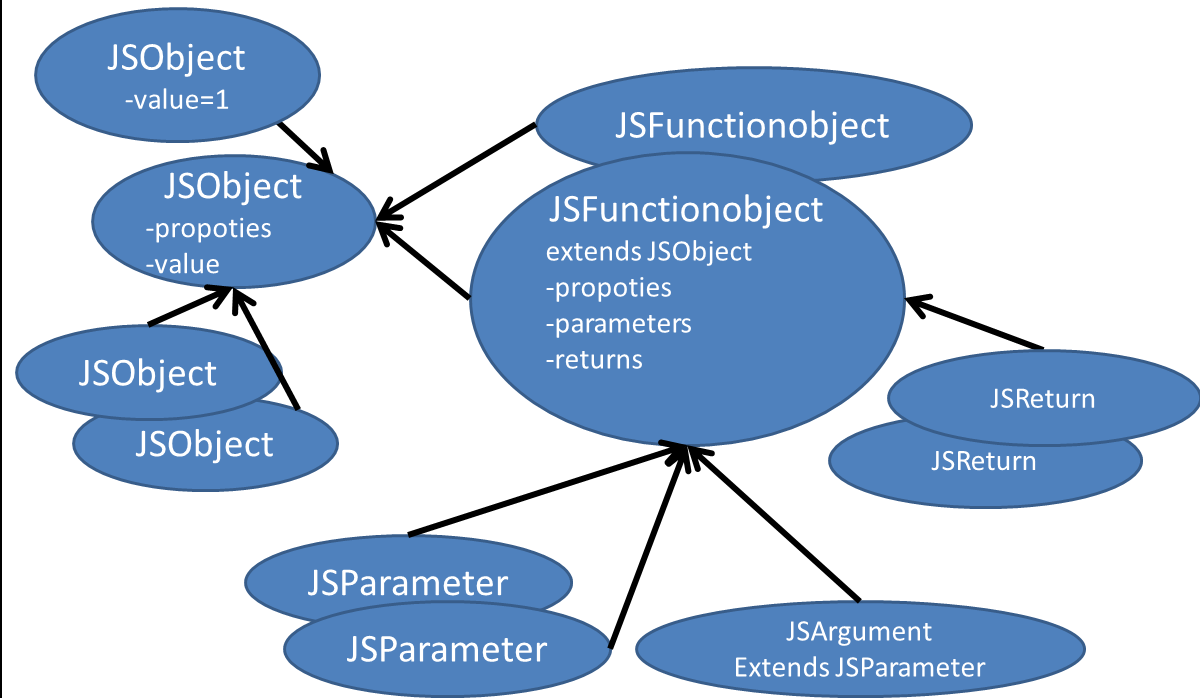 JSObject
-value=1
JSFunctionobject
JSObject
-propoties
-value
JSFunctionobject
extends JSObject
-propoties
-parameters
-returns
JSObject
JSObject
JSReturn
JSReturn
JSParameter
JSParameter
JSArgument
Extends JSParameter